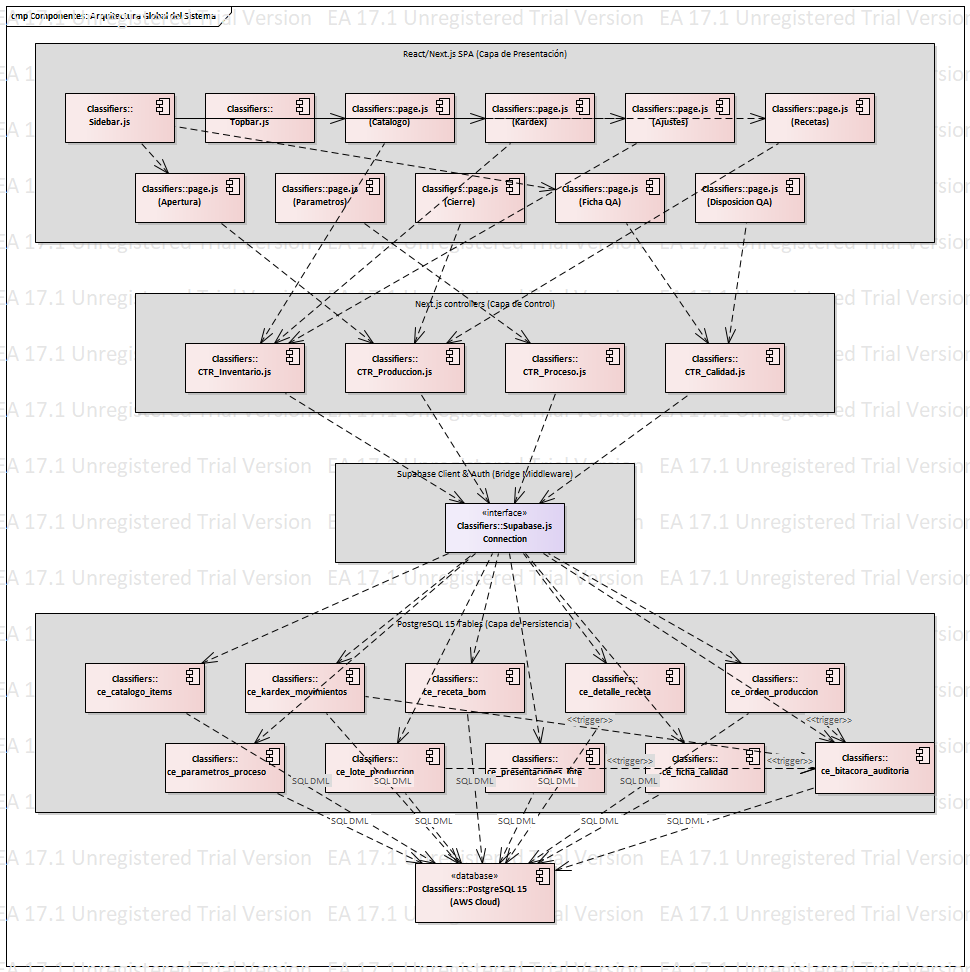 cmp Componentes: Arquitectura Global del Sistema
React/Next.js SPA (Capa de Presentación)
Classifiers::
Sidebar.js
Classifiers::
Topbar.js
Classifiers::page.js
(Catalogo)
Classifiers::page.js
(Kardex)
Classifiers::page.js
(Ajustes)
Classifiers::page.js
(Recetas)
Classifiers::page.js
(Apertura)
Classifiers::page.js
(Parametros)
Classifiers::page.js
(Cierre)
Classifiers::page.js
(Ficha QA)
Classifiers::page.js
(Disposicion QA)
Next.js controllers (Capa de Control)
Classifiers::
CTR_Inventario.js
Classifiers::
CTR_Produccion.js
Classifiers::
CTR_Proceso.js
Classifiers::
CTR_Calidad.js
Supabase Client & Auth (Bridge Middleware)
«interface»
Classifiers::Supabase.js
Connection
PostgreSQL 15 Tables (Capa de Persistencia)
Classifiers::
ce_catalogo_items
Classifiers::
ce_kardex_movimientos
Classifiers::
ce_receta_bom
Classifiers::
ce_detalle_receta
Classifiers::
ce_orden_produccion
<<trigger>>
<<trigger>>
Classifiers::
ce_parametros_proceso
Classifiers::
ce_lote_produccion
Classifiers::
ce_presentaciones_lote
<<trigger>>
Classifiers::
ce_ficha_calidad
<<trigger>>
Classifiers::
ce_bitacora_auditoria
SQL DML
SQL DML
SQL DML
SQL DML
SQL DML
SQL DML
SQL DML
SQL DML
SQL DML
SQL DML
«database»
Classifiers::PostgreSQL 15
(AWS Cloud)
EA 17.1 Unregistered Trial Version